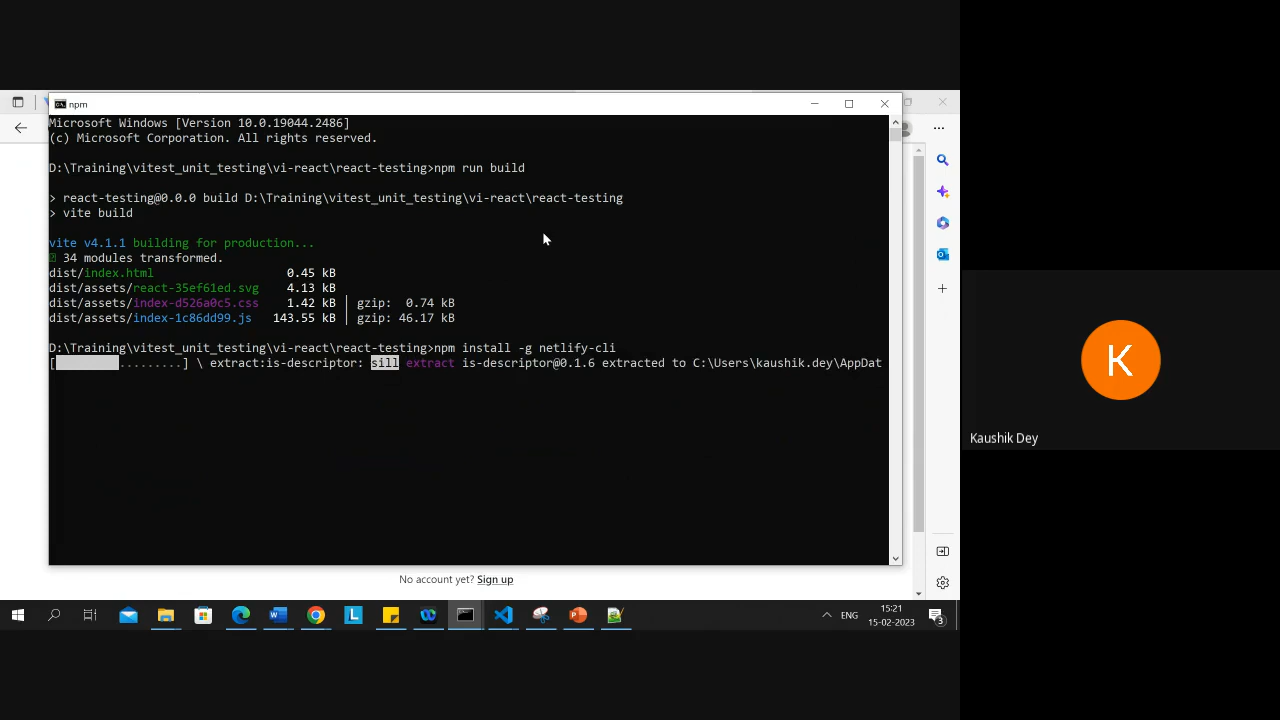 npm
Microsoft Windows [Version 10.0.19044.2486]
(c) Microsoft Corporation. All rights reserved.
D:\Training\vitest_unit_testing\vi-react\react-testing>npm run build
> react-testing@0.0.0 build D:\Training\vitest_unit_testing\vi-react\react-testing
> vite build
vite v4.1.1 building for production...
34 modules transformed.
dist/index.html 0.45 kB
dist/assets/react-35ef61ed.svg 4.13 kB
dist/assets/index-d526a0c5.css 1.42 kB │ gzip: 0.74 kB
dist/assets/index-1c86dd99.js 143.55 kB │ gzip: 46.17 kB
D:\Training\vitest_unit_testing\vi-react\react-testing>npm install -g netlify-cli
[ .........] \ extract:is-descriptor: sill extract is-descriptor@0.1.6 extracted to C:\Users\kaushik.dey\AppDat
No account yet? Sign up
K
Kaushik Dey
ENG
15:21
15-02-2023
3